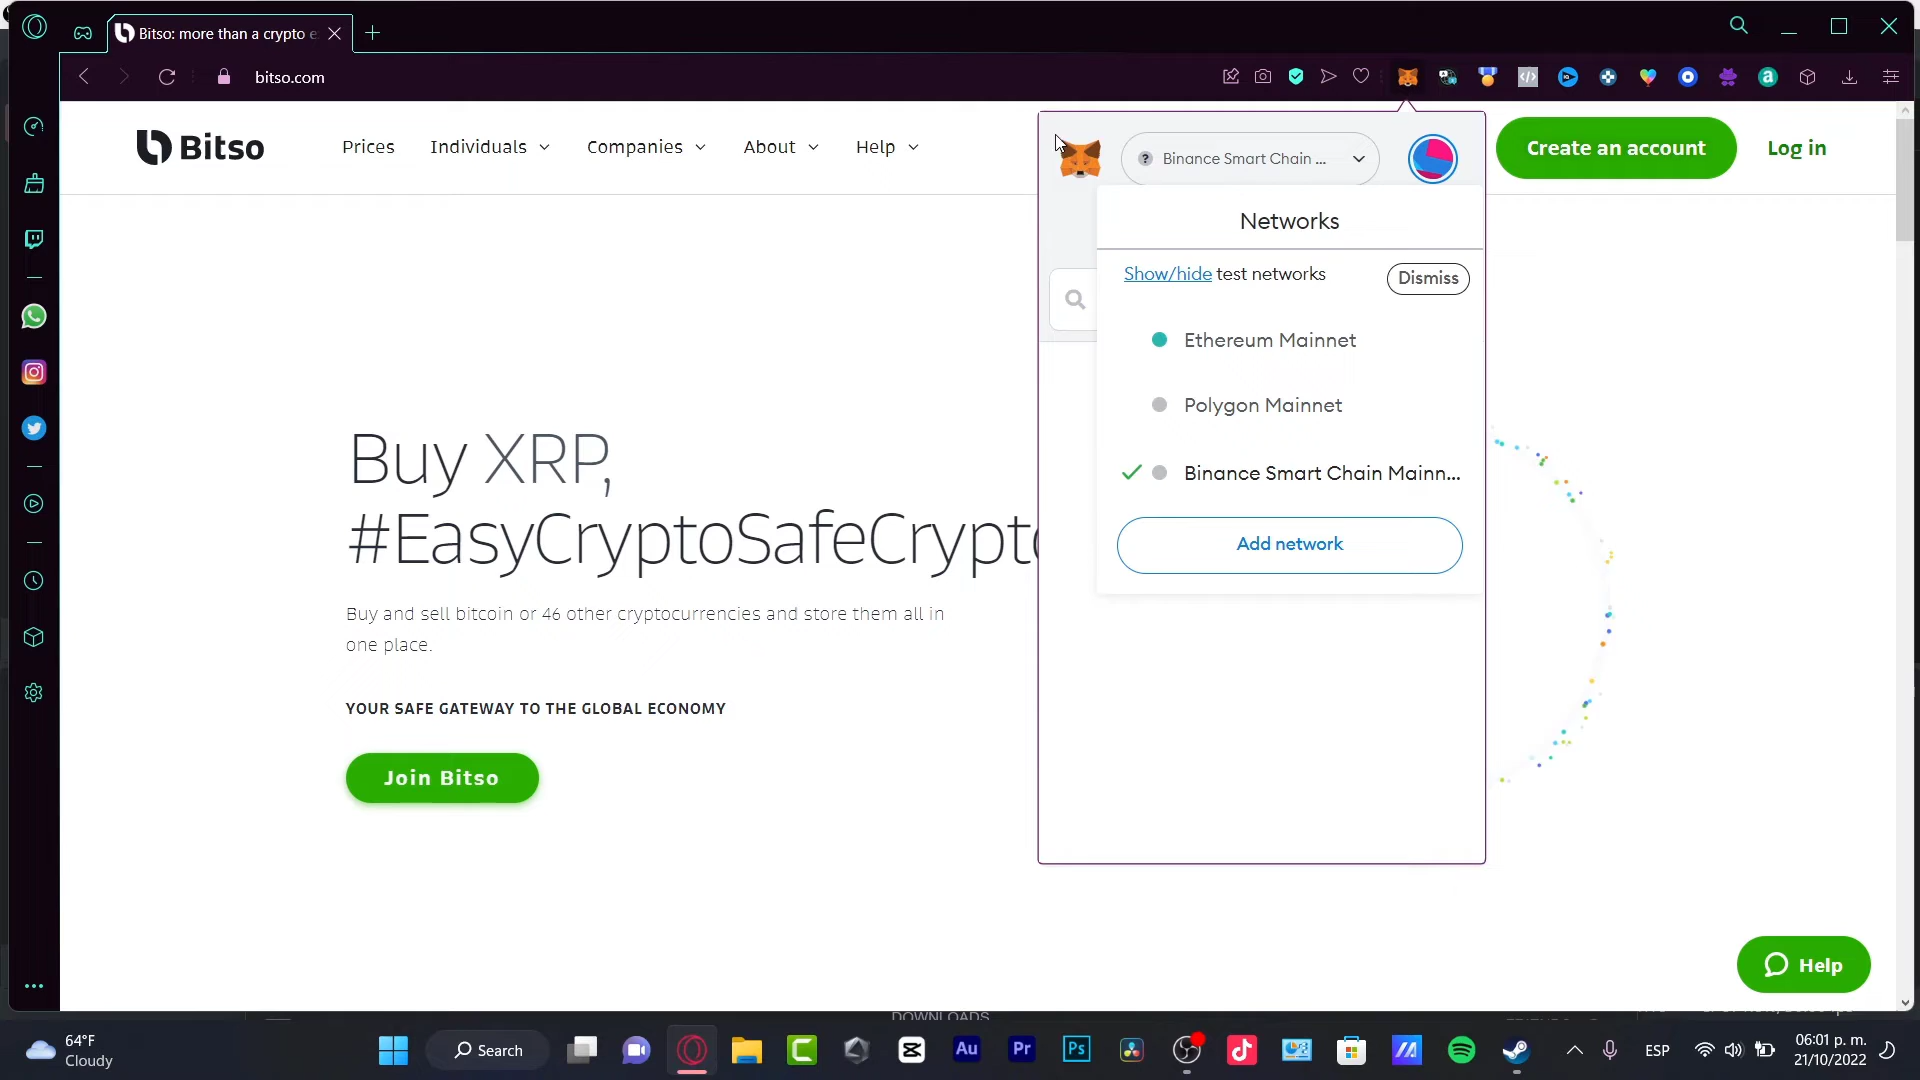 Bitso: more than a crypto e
bitso.com
Bitso
Prices
Individuals
Companies
About
Help
Binance Smart Chain ...
Create an account
Log in
Networks
Show/hide test networks
Dismiss
Ethereum Mainnet
Polygon Mainnet
Binance Smart Chain Mainn...
Add network
Buy XRP,
#EasyCryptoSafeCrypto
Buy and sell bitcoin or 46 other cryptocurrencies and store them all in
one place.
YOUR SAFE GATEWAY TO THE GLOBAL ECONOMY
Join Bitso
Help
DOWNLOADS
64°F
Cloudy
Search
Au
Pr
Ps
ESP
06:01 p. m.
21/10/2022